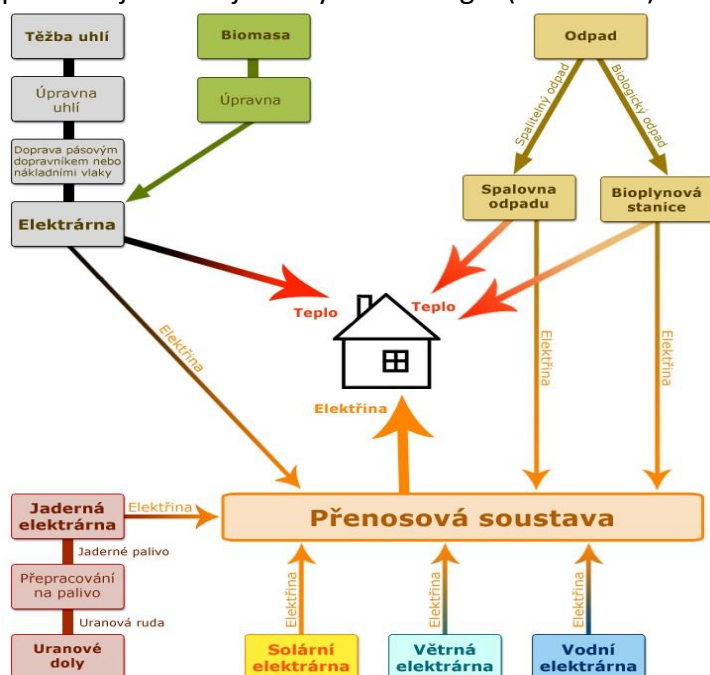 Těžba uhlí
Biomasa
Odpad
Úpravna
uhlí
Úpravna
Spalitelný odpad
Biologický odpad
Doprava pásovým
dopravníkem nebo
nákladními vlaky
Elektrárna
Spalovna
odpadu
Bioplynová
stanice
Teplo
Teplo
Elektřina
Elektřina
Elektřina
Elektřina
Jaderná
elektrárna
Elektřina
Přenosová soustava
Jaderné palivo
Přepracování
na palivo
Uranová ruda
Uranové
doly
Elektřina
Elektřina
Elektřina
Solární
elektrárna
Větrná
elektrárna
Vodní
elektrárna